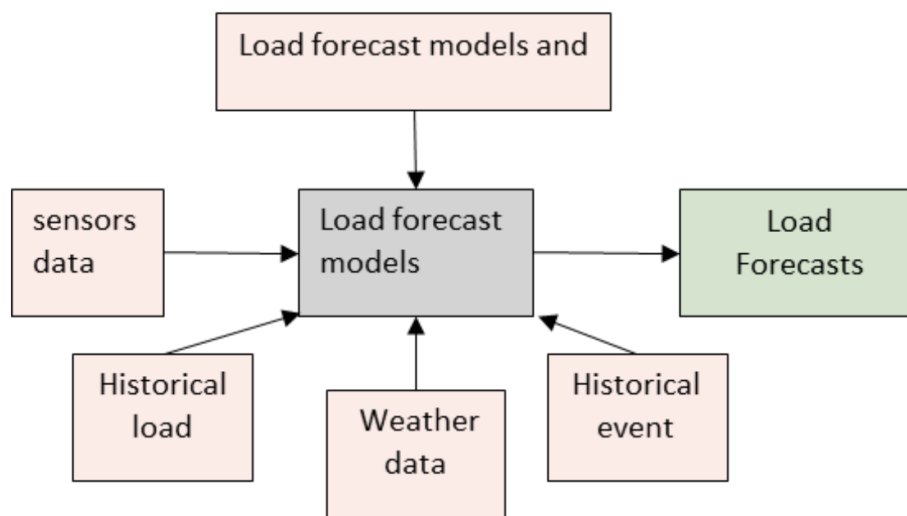 Load forecast models and
sensors
data
Load forecast
models
Load
Forecasts
Historical
load
Weather
data
Historical
event